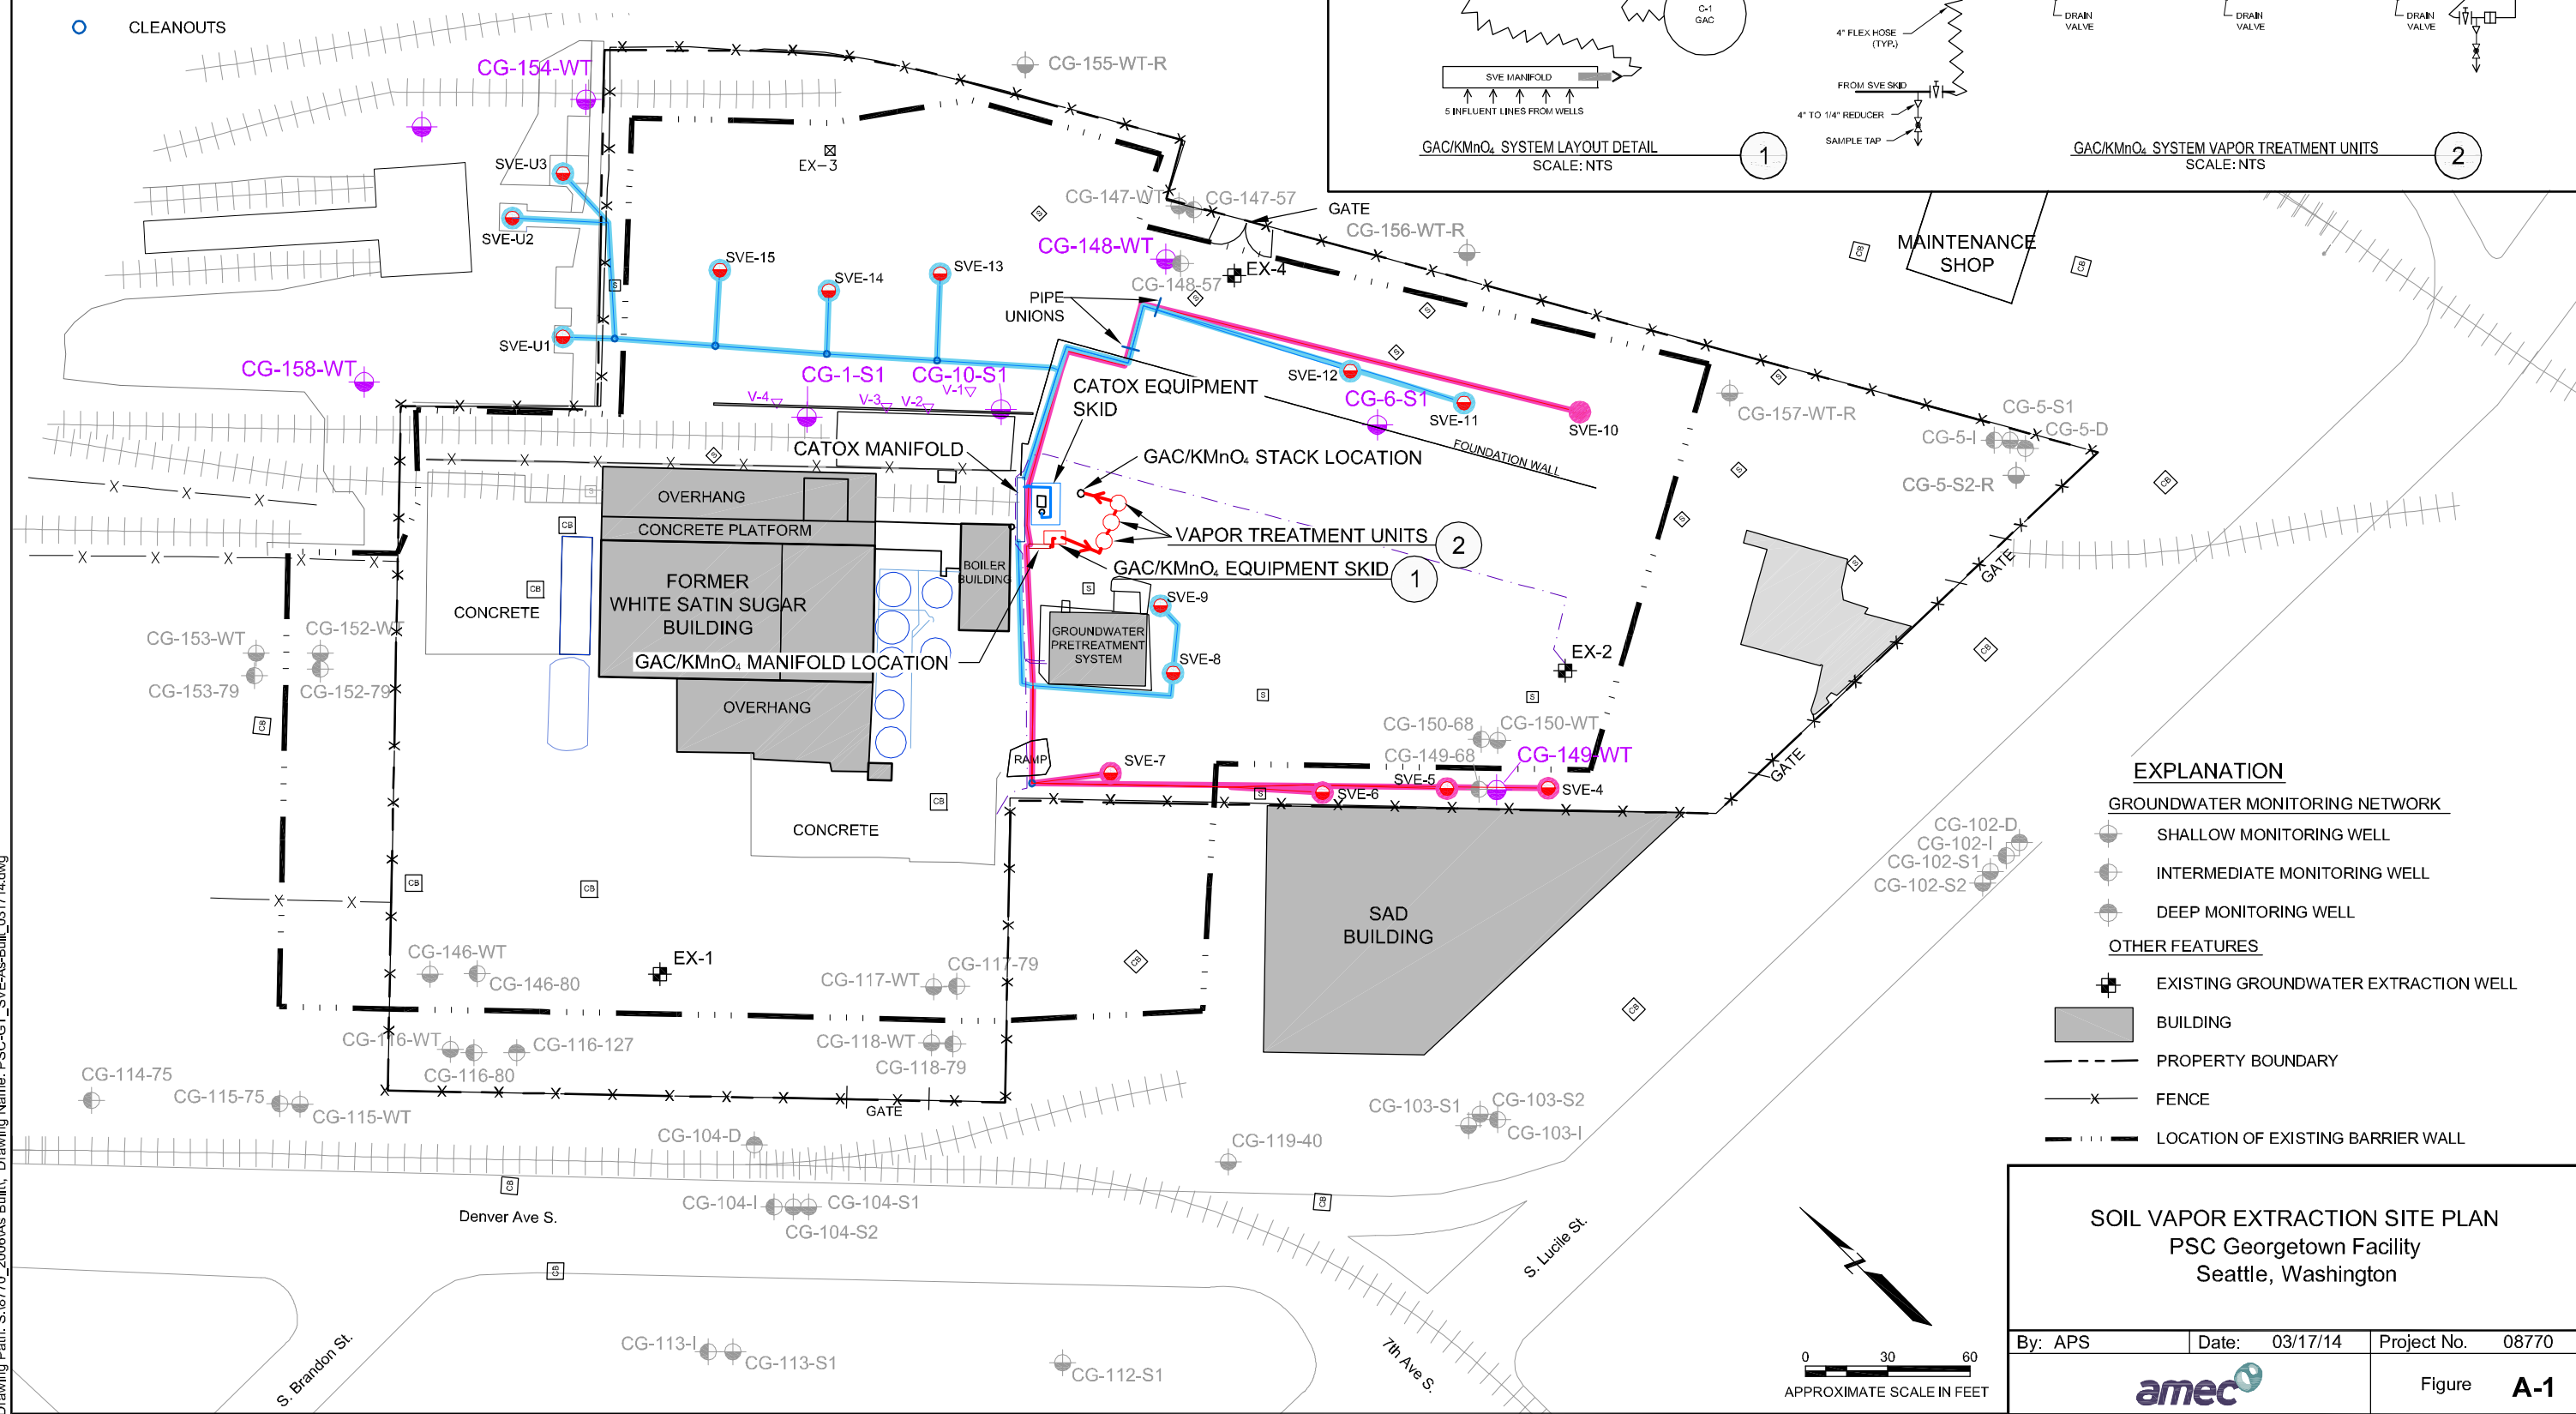 CLEANOUTS
C-1
GAC
SVE MANIFOLD
5 INFLUENT LINES FROM WELLS
GAC/KMnO₄ SYSTEM LAYOUT DETAIL
SCALE: NTS
1
4" FLEX HOSE
(TYP.)
FROM SVE SKID
4" TO 1/4" REDUCER
SAMPLE TAP
DRAIN
VALVE
DRAIN
VALVE
DRAIN
VALVE
GAC/KMnO₄ SYSTEM VAPOR TREATMENT UNITS
SCALE: NTS
2
CG-154-WT
CG-155-WT-R
SVE-U3
EX-3
SVE-U2
CG-147-WT
CG-147-57
GATE
CG-156-WT-R
CG-148-WT
EX-4
CG-148-57
MAINTENANCE
SHOP
CB
CB
SVE-15
SVE-14
SVE-13
PIPE
UNIONS
SVE-U1
CG-158-WT
CG-1-S1
CG-10-S1
V-4
V-3
V-2
V-1
CATOX EQUIPMENT
SKID
SVE-12
CG-6-S1
SVE-11
SVE-10
FOUNDATION WALL
CG-157-WT-R
CG-5-S1
CG-5-I
CG-5-D
CG-5-S2-R
CB
CATOX MANIFOLD
GAC/KMnO₄ STACK LOCATION
OVERHANG
CONCRETE PLATFORM
CB
CB
CONCRETE
FORMER
WHITE SATIN SUGAR
BUILDING
BOILER
BUILDING
VAPOR TREATMENT UNITS
2
GAC/KMnO₄ EQUIPMENT SKID
1
GATE
SVE-9
GROUNDWATER
PRETREATMENT
SYSTEM
SVE-8
EX-2
CB
GAC/KMnO₄ MANIFOLD LOCATION
CG-153-WT
CG-152-WT
CG-153-79
CG-152-79
CB
OVERHANG
CG-150-68
CG-150-WT
CG-149-68
CG-149-WT
RAMP
SVE-7
SVE-6
SVE-5
SVE-4
GATE
CB
CONCRETE
CB
CB
SAD
BUILDING
CG-102-D
CG-102-I
CG-102-S1
CG-102-S2
CG-146-WT
CG-146-80
EX-1
CG-117-WT
CG-117-79
CB
CB
CG-116-WT
CG-116-127
CG-116-80
CG-118-WT
CG-118-79
CG-114-75
CG-115-75
CG-115-WT
GATE
CG-103-S1
CG-103-S2
CG-103-I
CG-104-D
CG-119-40
CB
CB
CG-104-I
CG-104-S1
CG-104-S2
Denver Ave S.
CB
S. Lucile St.
CG-113-I
CG-113-S1
CG-112-S1
S. Brandon St.
7th Ave S.
EXPLANATION
GROUNDWATER MONITORING NETWORK
SHALLOW MONITORING WELL
INTERMEDIATE MONITORING WELL
DEEP MONITORING WELL
OTHER FEATURES
EXISTING GROUNDWATER EXTRACTION WELL
BUILDING
PROPERTY BOUNDARY
FENCE
LOCATION OF EXISTING BARRIER WALL
0 30 60
APPROXIMATE SCALE IN FEET
SOIL VAPOR EXTRACTION SITE PLAN
PSC Georgetown Facility
Seattle, Washington
By: APS Date: 03/17/14 Project No. 08770
amec
Figure A-1